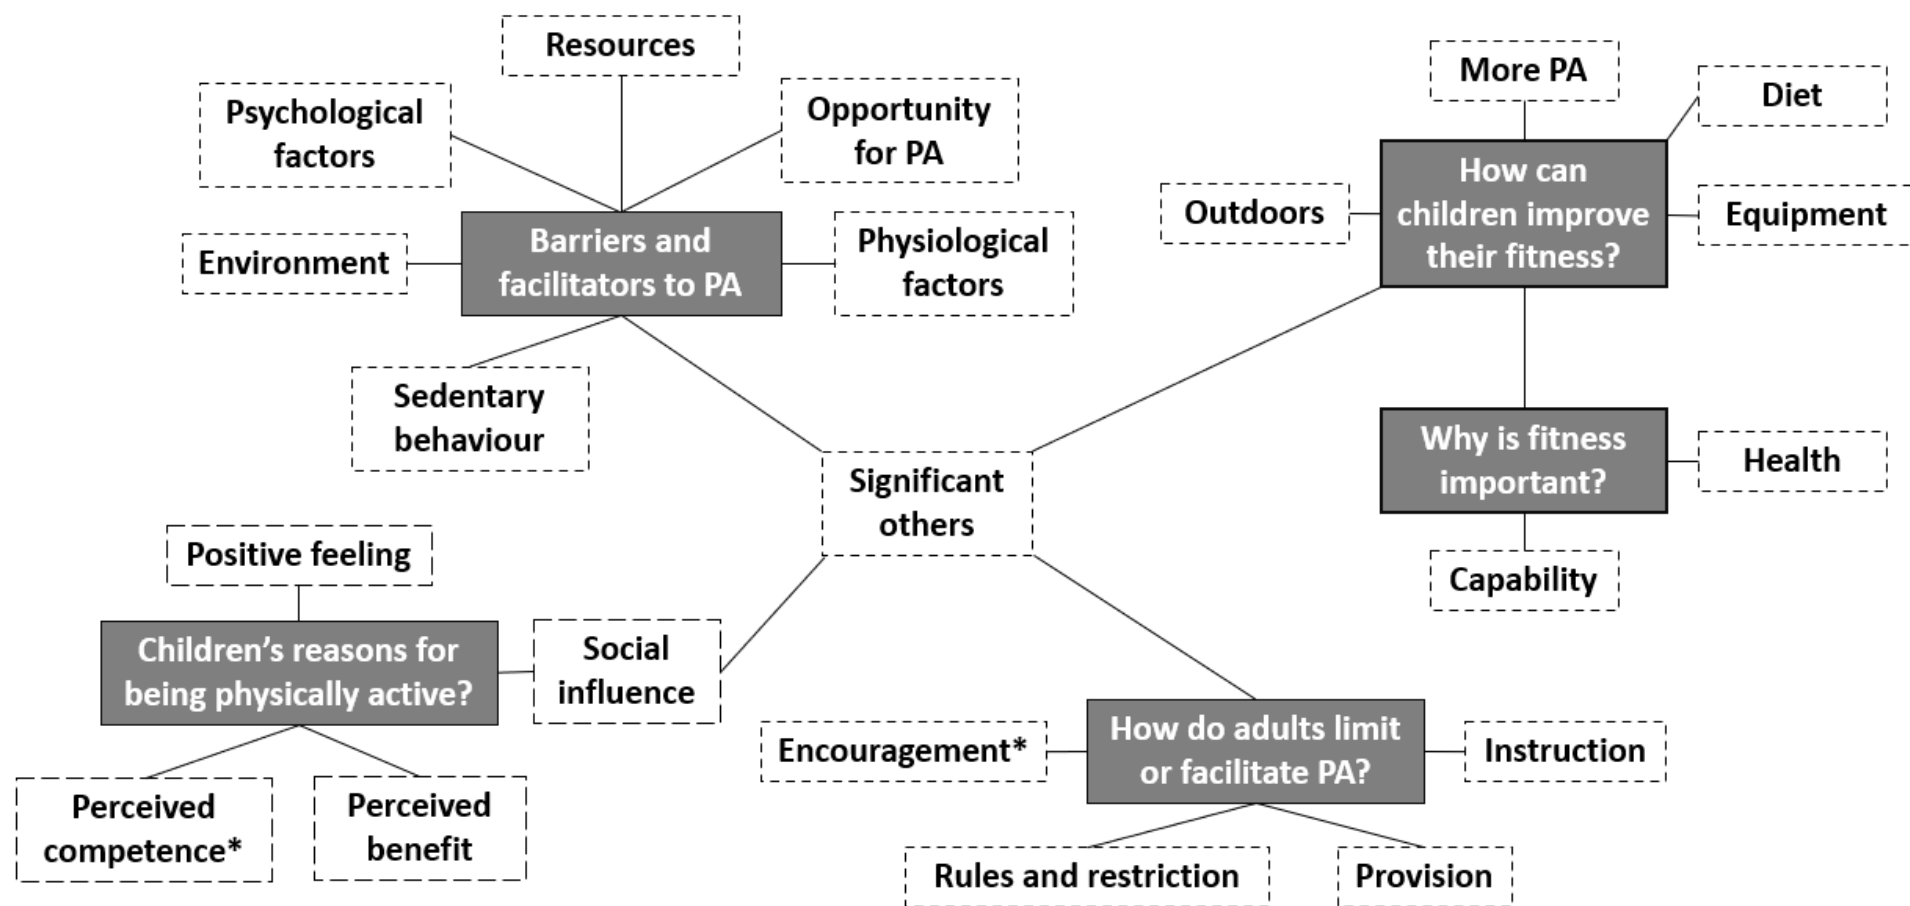 Resources
Psychological
factors
Opportunity
for PA
Environment
Barriers and
facilitators to PA
Physiological
factors
Sedentary
behaviour
More PA
Diet
Outdoors
How can
children improve
their fitness?
Equipment
Why is fitness
important?
Health
Capability
Significant
others
Positive feeling
Children’s reasons for
being physically active?
Social
influence
Perceived
competence*
Perceived
benefit
Encouragement*
How do adults limit
or facilitate PA?
Instruction
Rules and restriction
Provision